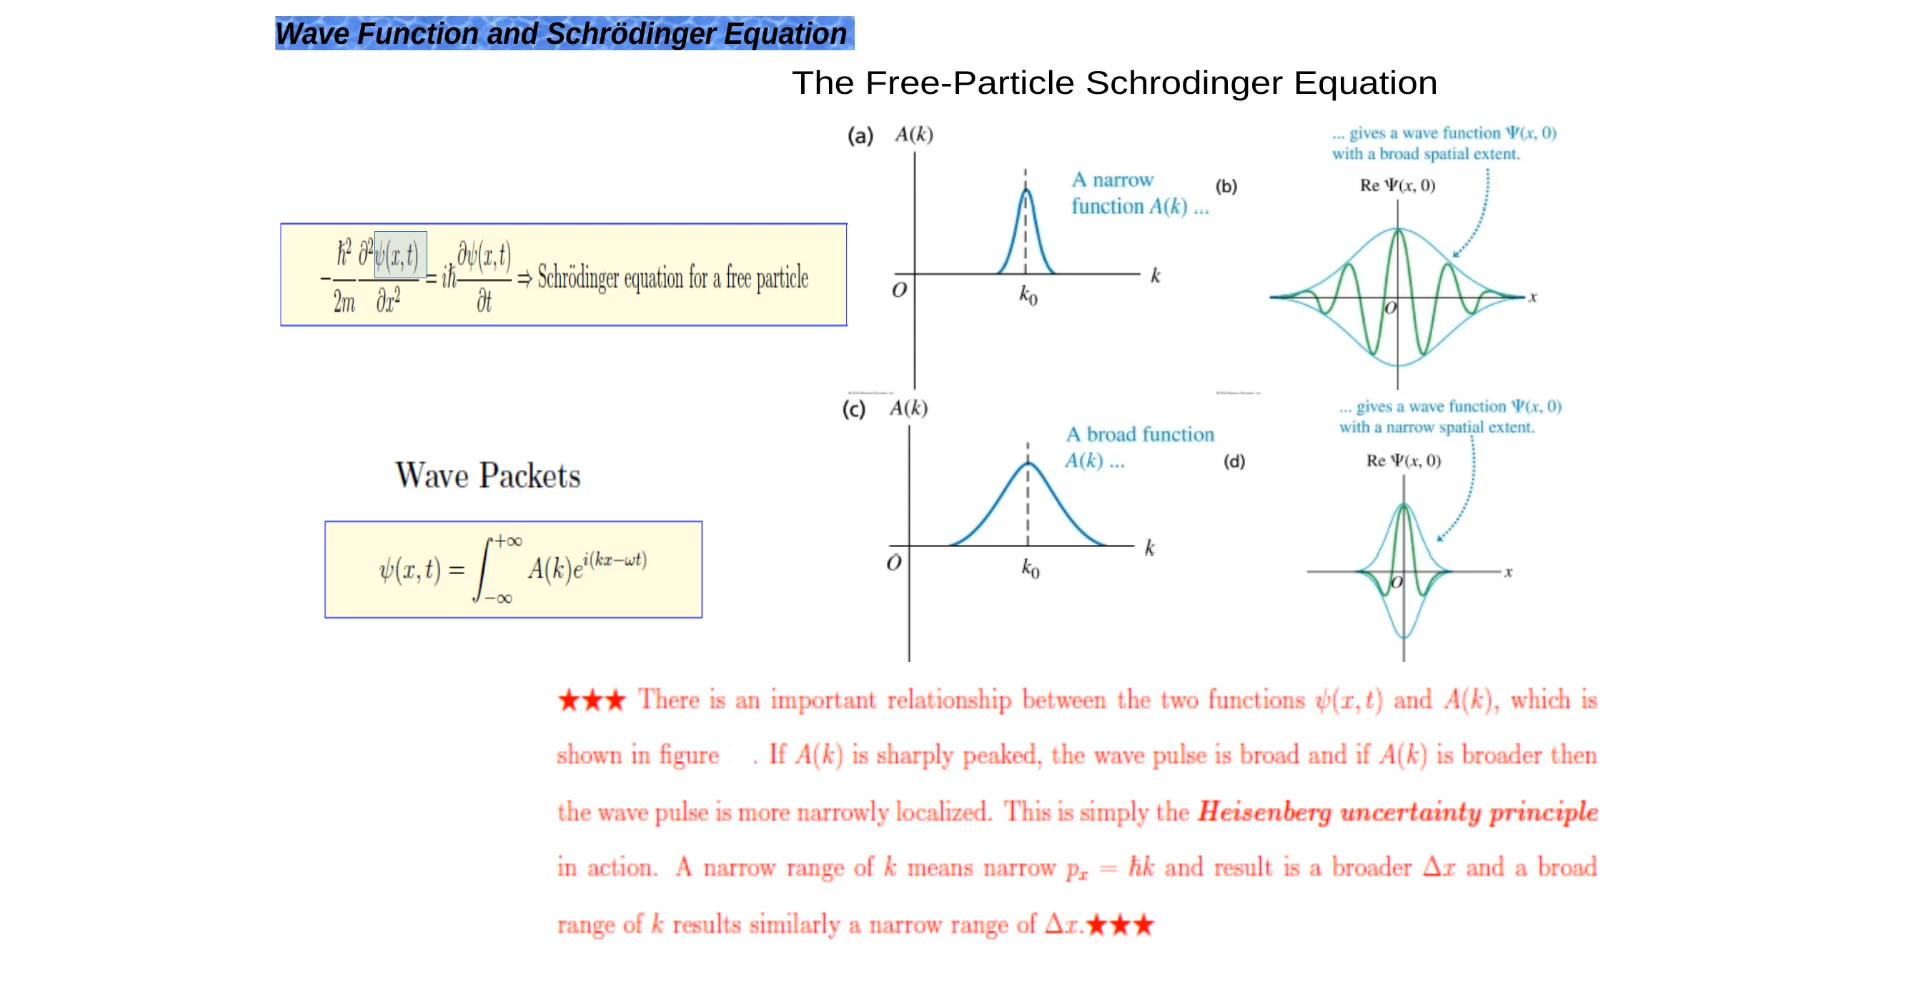 Wave Function and Schrödinger Equation
The Free-Particle Schrodinger Equation
(a) A(k)
A narrow
function A(k) ...
k
O
k₀
(b)
... gives a wave function Ψ(x, 0)
with a broad spatial extent.
Re Ψ(x, 0)
O
x
-ℏ²/2m ∂²ψ(x,t)/∂x² = iℏ ∂ψ(x,t)/∂t ⇒ Schrödinger equation for a free particle
(c) A(k)
A broad function
A(k) ...
k
O
k₀
(d)
... gives a wave function Ψ(x, 0)
with a narrow spatial extent.
Re Ψ(x, 0)
O
x
Wave Packets
ψ(x,t) = ∫₋∞⁺∞ A(k)e^{i(kx−ωt)}
★★★ There is an important relationship between the two functions ψ(x,t) and A(k), which is
shown in figure . If A(k) is sharply peaked, the wave pulse is broad and if A(k) is broader then
the wave pulse is more narrowly localized. This is simply the Heisenberg uncertainty principle
in action. A narrow range of k means narrow pₓ = ℏk and result is a broader Δx and a broad
range of k results similarly a narrow range of Δx.★★★